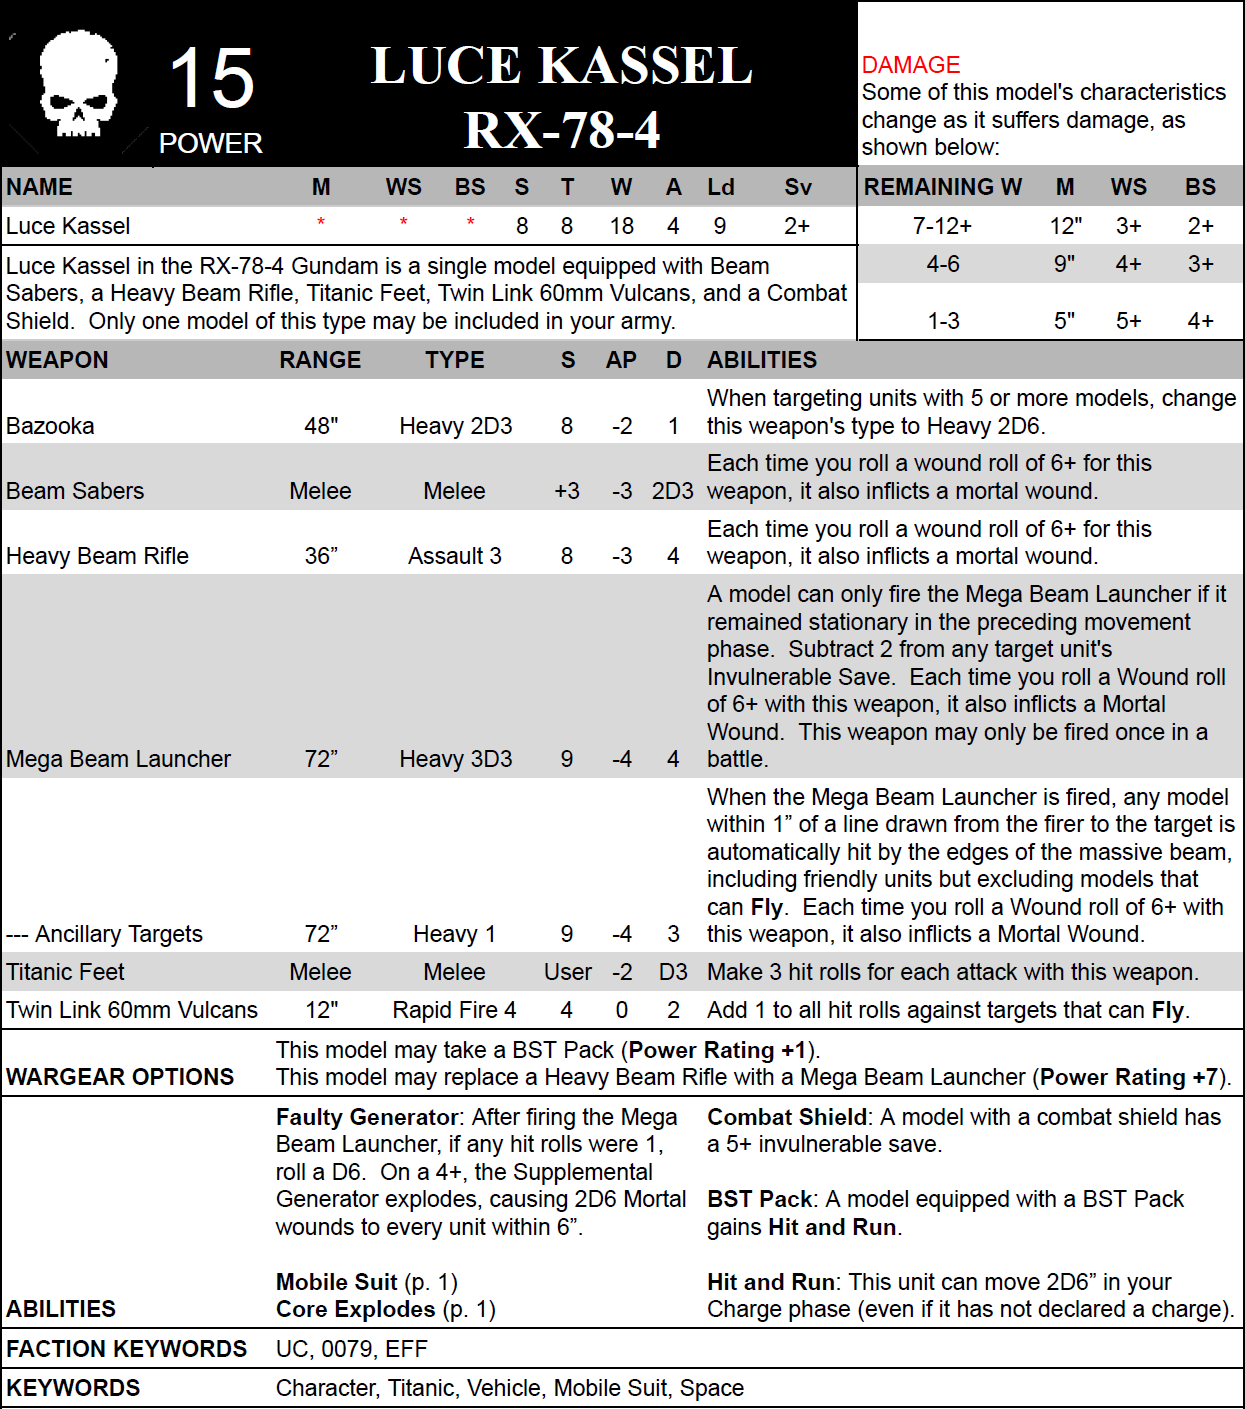 15
POWER
LUCE KASSEL
RX-78-4
DAMAGE
Some of this model's characteristics
change as it suffers damage, as
shown below:
NAME M WS BS S T W A Ld Sv
Luce Kassel * * * 8 8 18 4 9 2+
Luce Kassel in the RX-78-4 Gundam is a single model equipped with Beam
Sabers, a Heavy Beam Rifle, Titanic Feet, Twin Link 60mm Vulcans, and a Combat
Shield.  Only one model of this type may be included in your army.
REMAINING W M WS BS
7-12+ 12" 3+ 2+
4-6 9" 4+ 3+
1-3 5" 5+ 4+
WEAPON RANGE TYPE S AP D ABILITIES
When targeting units with 5 or more models, change
Bazooka 48" Heavy 2D3 8 -2 1 this weapon's type to Heavy 2D6.
Each time you roll a wound roll of 6+ for this
Beam Sabers Melee Melee +3 -3 2D3 weapon, it also inflicts a mortal wound.
Each time you roll a wound roll of 6+ for this
Heavy Beam Rifle 36” Assault 3 8 -3 4 weapon, it also inflicts a mortal wound.
A model can only fire the Mega Beam Launcher if it
remained stationary in the preceding movement
phase.  Subtract 2 from any target unit's
Invulnerable Save.  Each time you roll a Wound roll
of 6+ with this weapon, it also inflicts a Mortal
Wound.  This weapon may only be fired once in a
Mega Beam Launcher 72” Heavy 3D3 9 -4 4 battle.
When the Mega Beam Launcher is fired, any model
within 1” of a line drawn from the firer to the target is
automatically hit by the edges of the massive beam,
including friendly units but excluding models that
can Fly.  Each time you roll a Wound roll of 6+ with
--- Ancillary Targets 72” Heavy 1 9 -4 3 this weapon, it also inflicts a Mortal Wound.
Titanic Feet Melee Melee User -2 D3 Make 3 hit rolls for each attack with this weapon.
Twin Link 60mm Vulcans 12" Rapid Fire 4 4 0 2 Add 1 to all hit rolls against targets that can Fly.
This model may take a BST Pack (Power Rating +1).
WARGEAR OPTIONS This model may replace a Heavy Beam Rifle with a Mega Beam Launcher (Power Rating +7).
Faulty Generator: After firing the Mega
Beam Launcher, if any hit rolls were 1,
roll a D6.  On a 4+, the Supplemental
Generator explodes, causing 2D6 Mortal
wounds to every unit within 6”.
Mobile Suit (p. 1)
ABILITIES Core Explodes (p. 1)
Combat Shield: A model with a combat shield has
a 5+ invulnerable save.
BST Pack: A model equipped with a BST Pack
gains Hit and Run.
Hit and Run: This unit can move 2D6” in your
Charge phase (even if it has not declared a charge).
FACTION KEYWORDS UC, 0079, EFF
KEYWORDS Character, Titanic, Vehicle, Mobile Suit, Space